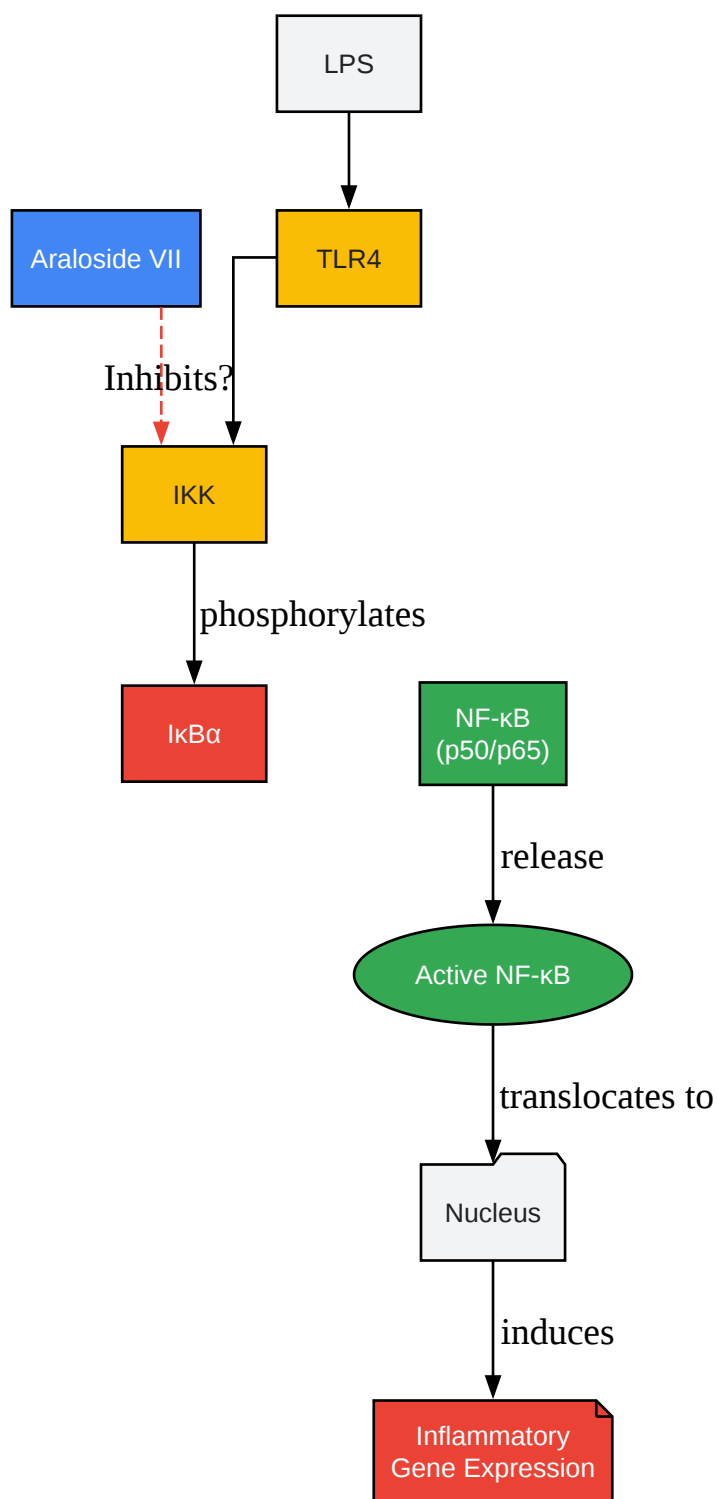 LPS
Araloside VII
TLR4
Inhibits?
IKK
phosphorylates
IκBα
NF-κB
(p50/p65)
release
Active NF-κB
translocates to
Nucleus
induces
Inflammatory
Gene Expression